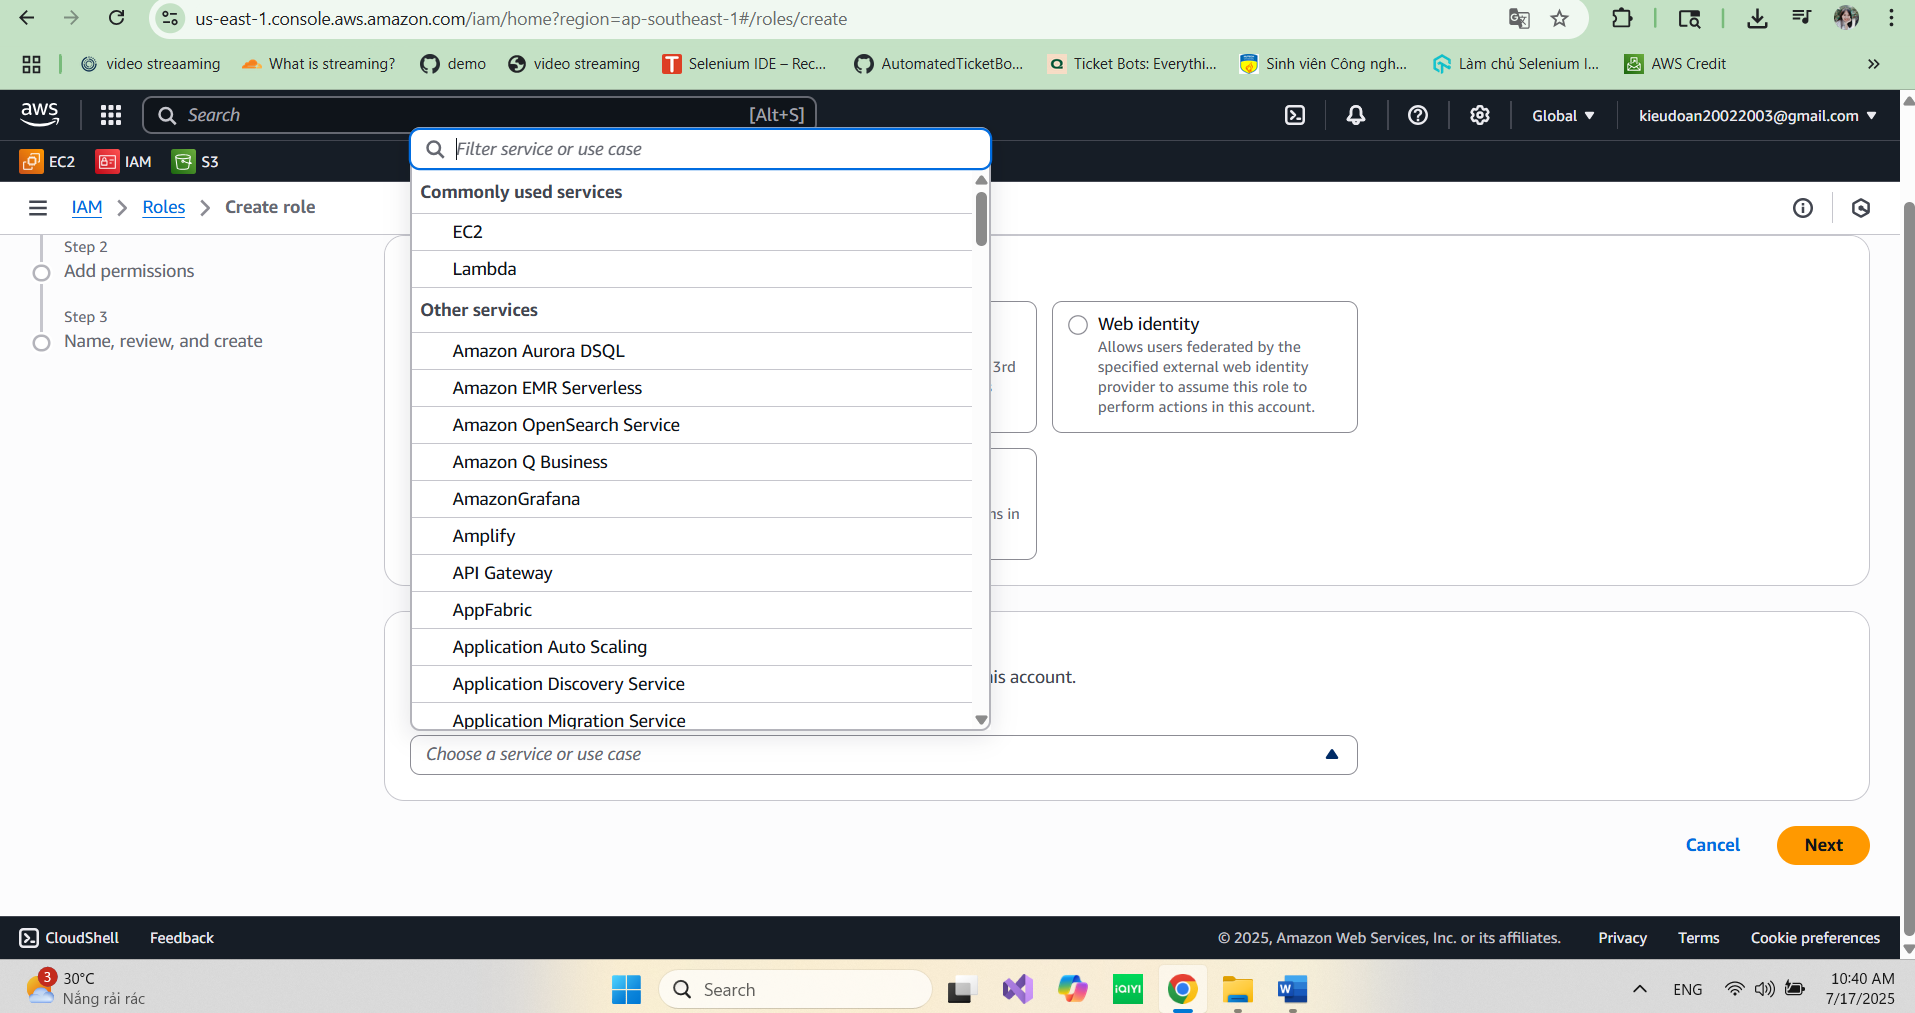 us-east-1.console.aws.amazon.com/iam/home?region=ap-southeast-1#/roles/create
video streaaming
What is streaming?
demo
video streaming
Selenium IDE – Rec...
AutomatedTicketBo...
Ticket Bots: Everythi...
Sinh viên Công ngh...
Làm chủ Selenium I...
AWS Credit
»
aws
Search
[Alt+S]
Global
kieudoan20022003@gmail.com
EC2
IAM
S3
Filter service or use case
IAM
Roles
Create role
Commonly used services
EC2
Lambda
Other services
Amazon Aurora DSQL
Amazon EMR Serverless
Amazon OpenSearch Service
Amazon Q Business
AmazonGrafana
Amplify
API Gateway
AppFabric
Application Auto Scaling
Application Discovery Service
Application Migration Service
Step 2
Add permissions
Step 3
Name, review, and create
3rd
ns in
Web identity
Allows users federated by the
specified external web identity
provider to assume this role to
perform actions in this account.
is account.
Choose a service or use case
Cancel
Next
CloudShell
Feedback
© 2025, Amazon Web Services, Inc. or its affiliates.
Privacy
Terms
Cookie preferences
3
30°C
Nắng rải rác
Search
iQIYI
W
ENG
10:40 AM
7/17/2025